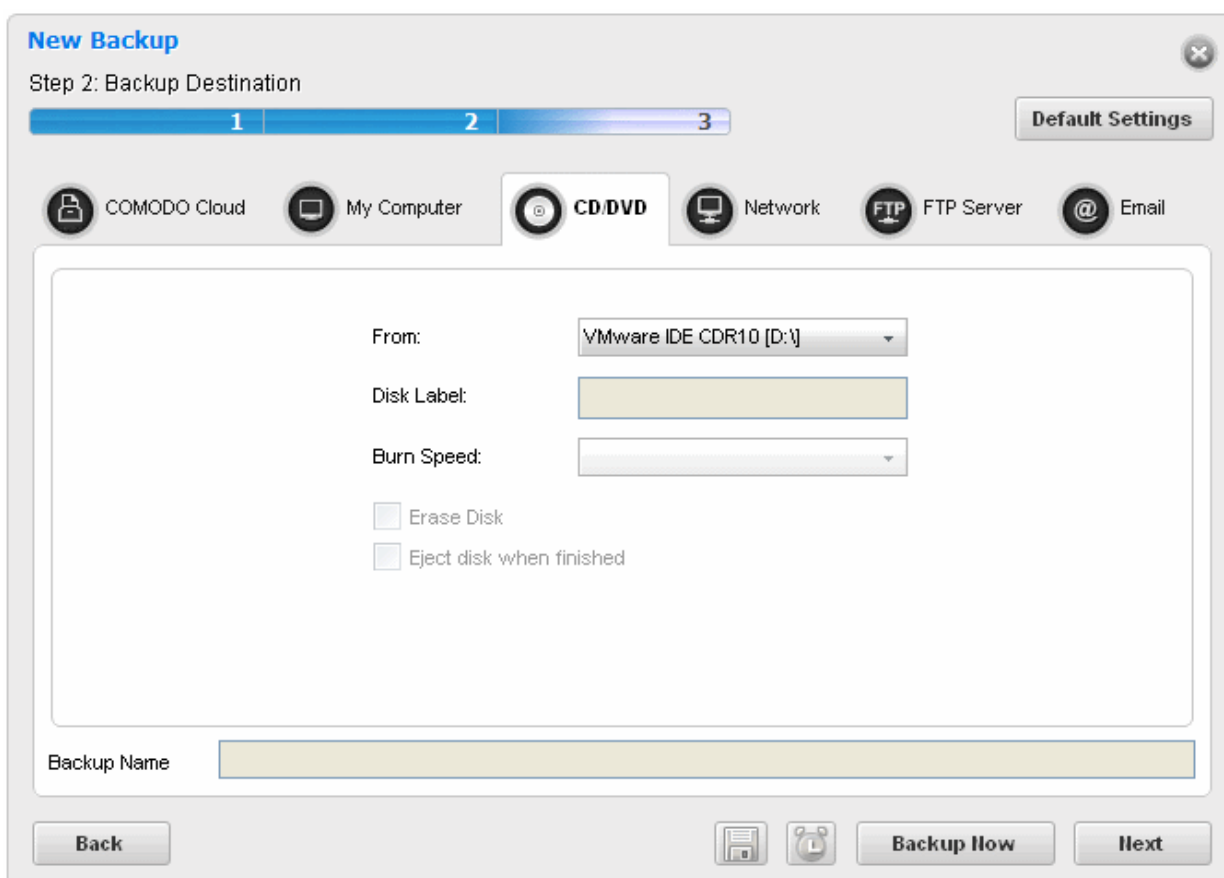 New Backup
Step 2: Backup Destination
1 2 3
Default Settings
COMODO Cloud
My Computer
CD/DVD
Network
FTP
FTP Server
@
Email
From:
VMware IDE CDR10 [D:\]
Disk Label:
Burn Speed:
Erase Disk
Eject disk when finished
Backup Name
Back
Backup Now
Next